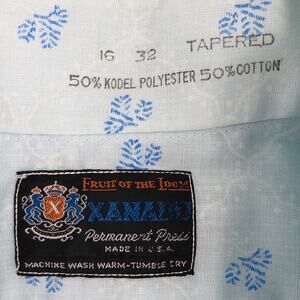 16 32 TAPERED
50% KODEL POLYESTER 50% COTTON
FRUIT OF THE LOOM
X
XANADU
Permanent Press
MADE IN U.S.A.
MACHINE WASH WARM-TUMBLE DRY